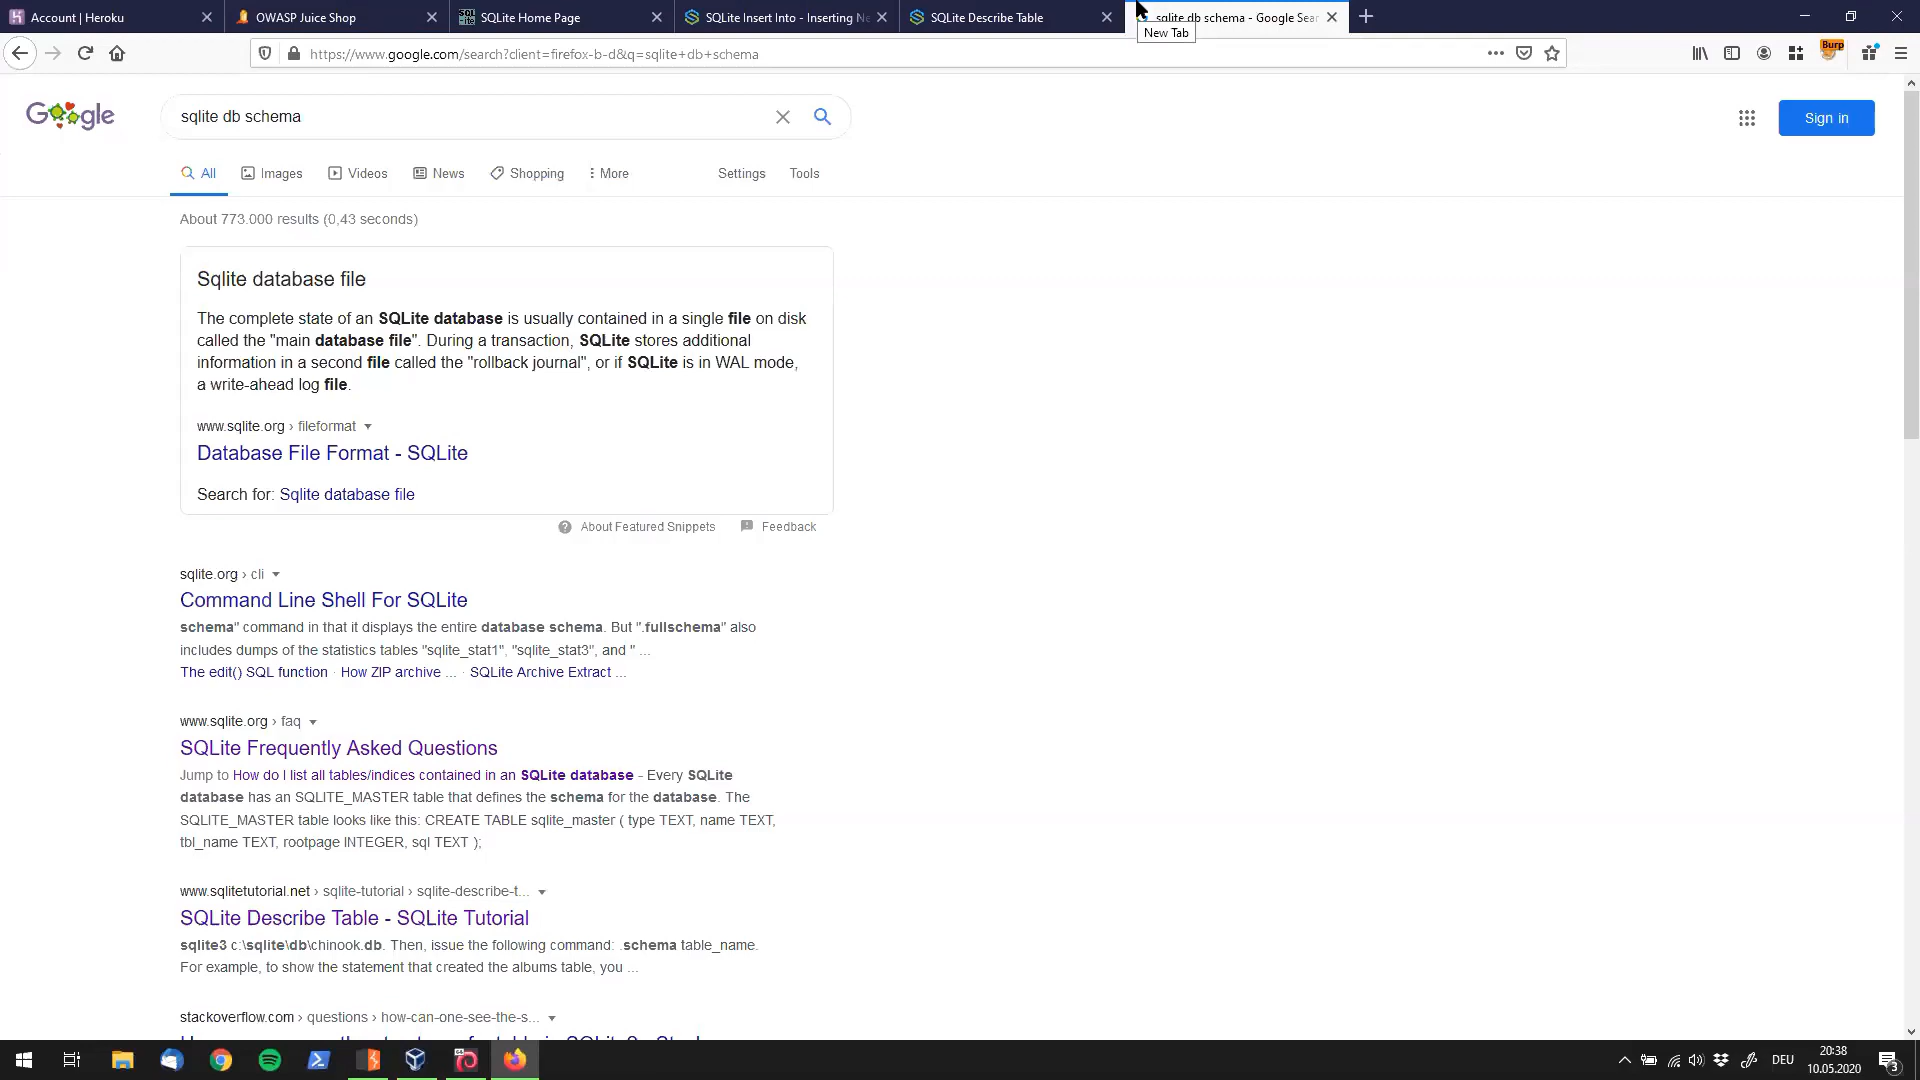 Account | Heroku
OWASP Juice Shop
SQLite Home Page
SQLite Insert Into - Inserting Ne
SQLite Describe Table
sqlite db schema - Google Sear
New Tab
https://www.google.com/search?client=firefox-b-d&q=sqlite+db+schema
Burp
Google
sqlite db schema
Sign in
All
Images
Videos
News
Shopping
More
Settings
Tools
About 773.000 results (0,43 seconds)
Sqlite database file
The complete state of an SQLite database is usually contained in a single file on disk
called the "main database file". During a transaction, SQLite stores additional
information in a second file called the "rollback journal", or if SQLite is in WAL mode,
a write-ahead log file.
www.sqlite.org › fileformat
Database File Format - SQLite
Search for: Sqlite database file
About Featured Snippets
Feedback
sqlite.org › cli
Command Line Shell For SQLite
schema" command in that it displays the entire database schema. But ".fullschema" also
includes dumps of the statistics tables "sqlite_stat1", "sqlite_stat3", and " ...
The edit() SQL function · How ZIP archive ... · SQLite Archive Extract ...
www.sqlite.org › faq
SQLite Frequently Asked Questions
Jump to How do I list all tables/indices contained in an SQLite database - Every SQLite
database has an SQLITE_MASTER table that defines the schema for the database. The
SQLITE_MASTER table looks like this: CREATE TABLE sqlite_master ( type TEXT, name TEXT,
tbl_name TEXT, rootpage INTEGER, sql TEXT );
www.sqlitetutorial.net › sqlite-tutorial › sqlite-describe-t...
SQLite Describe Table - SQLite Tutorial
sqlite3 c:\sqlite\db\chinook.db. Then, issue the following command: .schema table_name.
For example, to show the statement that created the albums table, you ...
stackoverflow.com › questions › how-can-one-see-the-s...
DEU
20:38
10.05.2020
3